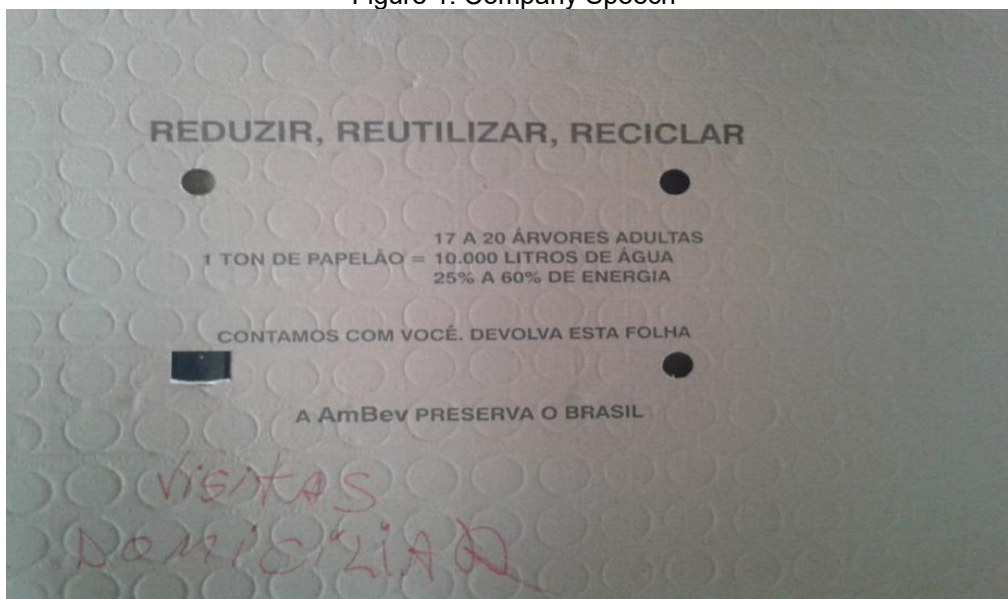 Figure 1. Company Speech
REDUZIR, REUTILIZAR, RECICLAR
17 A 20 ÁRVORES ADULTAS
1 TON DE PAPELÃO = 10.000 LITROS DE ÁGUA
25% A 60% DE ENERGIA
CONTAMOS COM VOCÊ. DEVOLVA ESTA FOLHA
A AmBev PRESERVA O BRASIL
VISITAS